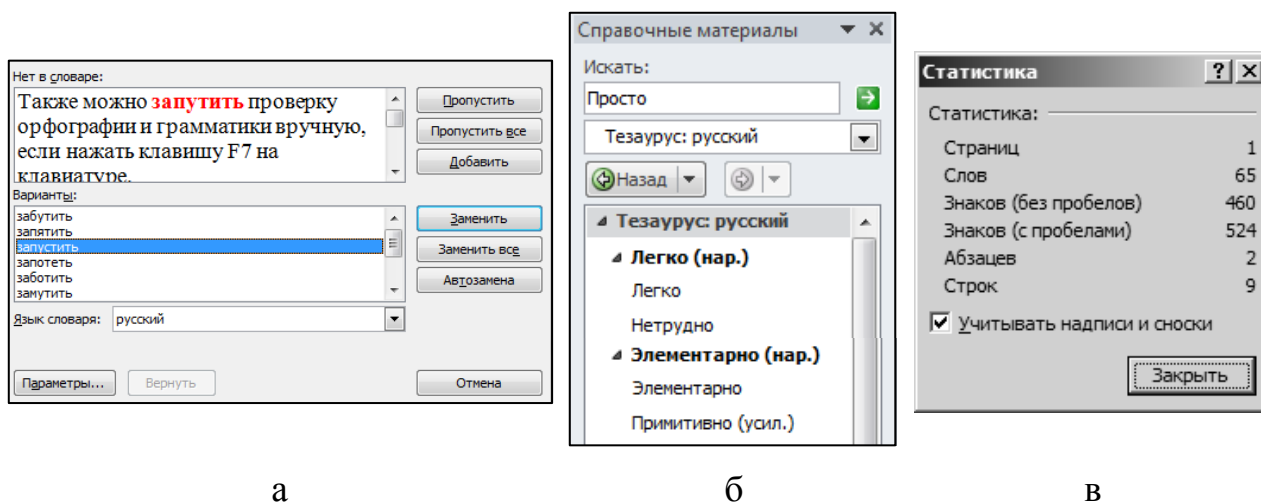 Нет в словаре:
Также можно запутить проверку
орфографии и грамматики вручную,
если нажать клавишу F7 на
клавиатуре.
Пропустить
Пропустить все
Добавить
Варианты:
забутить
запятить
запустить
запотеть
заботить
замутить
Заменить
Заменить все
Автозамена
Язык словаря: русский
Параметры... Вернуть Отмена
а
Справочные материалы
Искать:
Просто
Тезаурус: русский
Назад
Тезаурус: русский
Легко (нар.)
Легко
Нетрудно
Элементарно (нар.)
Элементарно
Примитивно (усил.)
б
Статистика
Статистика:
Страниц 1
Слов 65
Знаков (без пробелов) 460
Знаков (с пробелами) 524
Абзацев 2
Строк 9
Учитывать надписи и сноски
Закрыть
в